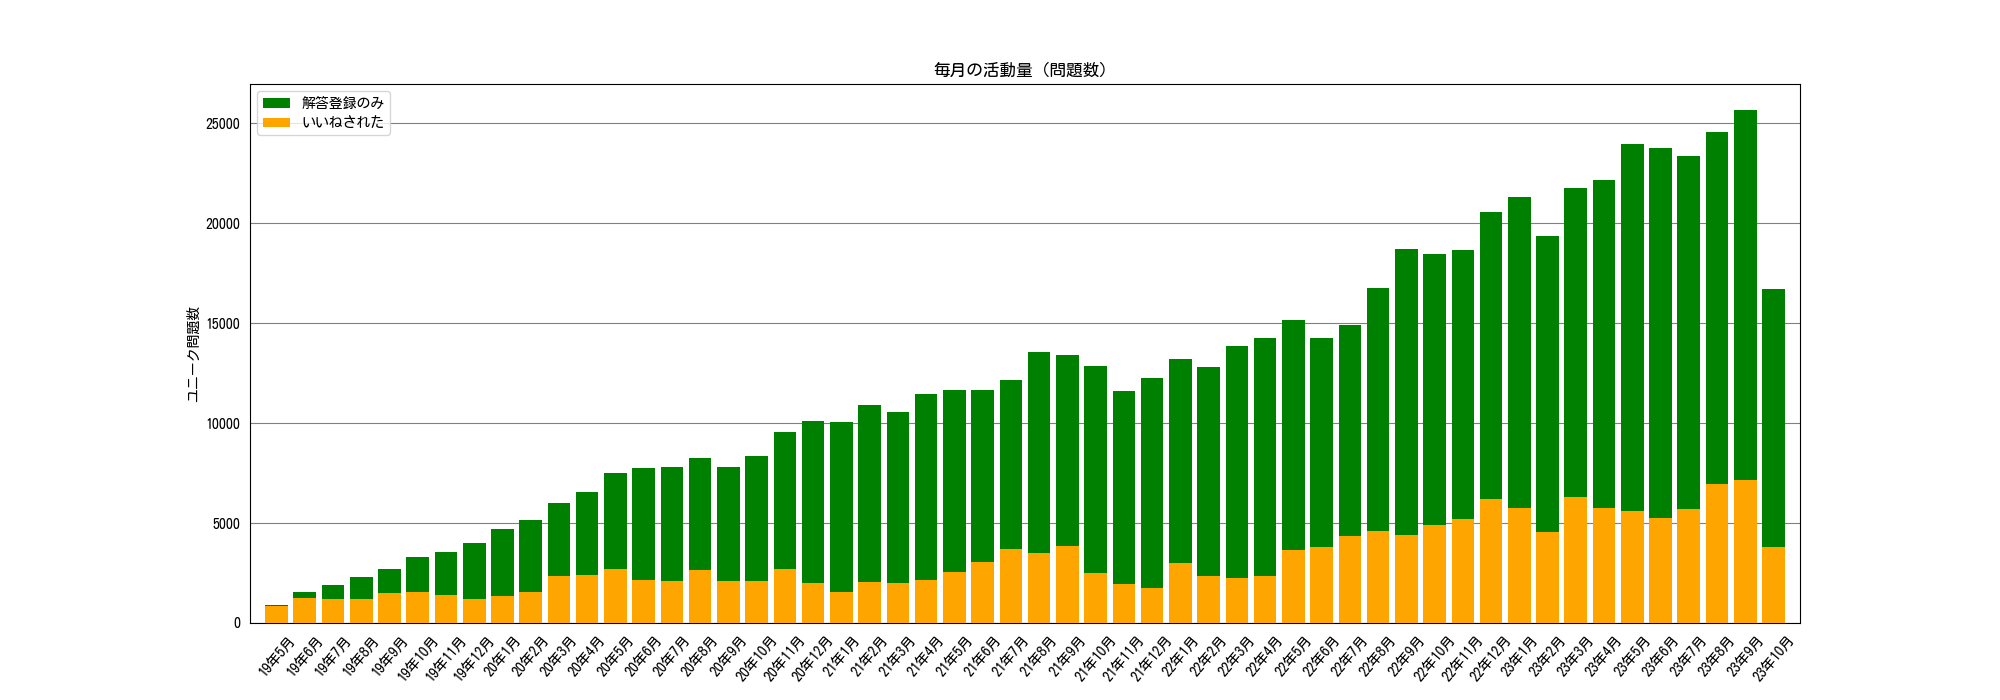 毎月の活動量（問題数）
解答登録のみ
いいねされた
ユニーク問題数
25000
20000
15000
10000
5000
0
19年5月
19年6月
19年7月
19年8月
19年9月
19年10月
19年11月
19年12月
20年1月
20年2月
20年3月
20年4月
20年5月
20年6月
20年7月
20年8月
20年9月
20年10月
20年11月
20年12月
21年1月
21年2月
21年3月
21年4月
21年5月
21年6月
21年7月
21年8月
21年9月
21年10月
21年11月
21年12月
22年1月
22年2月
22年3月
22年4月
22年5月
22年6月
22年7月
22年8月
22年9月
22年10月
22年11月
22年12月
23年1月
23年2月
23年3月
23年4月
23年5月
23年6月
23年7月
23年8月
23年9月
23年10月